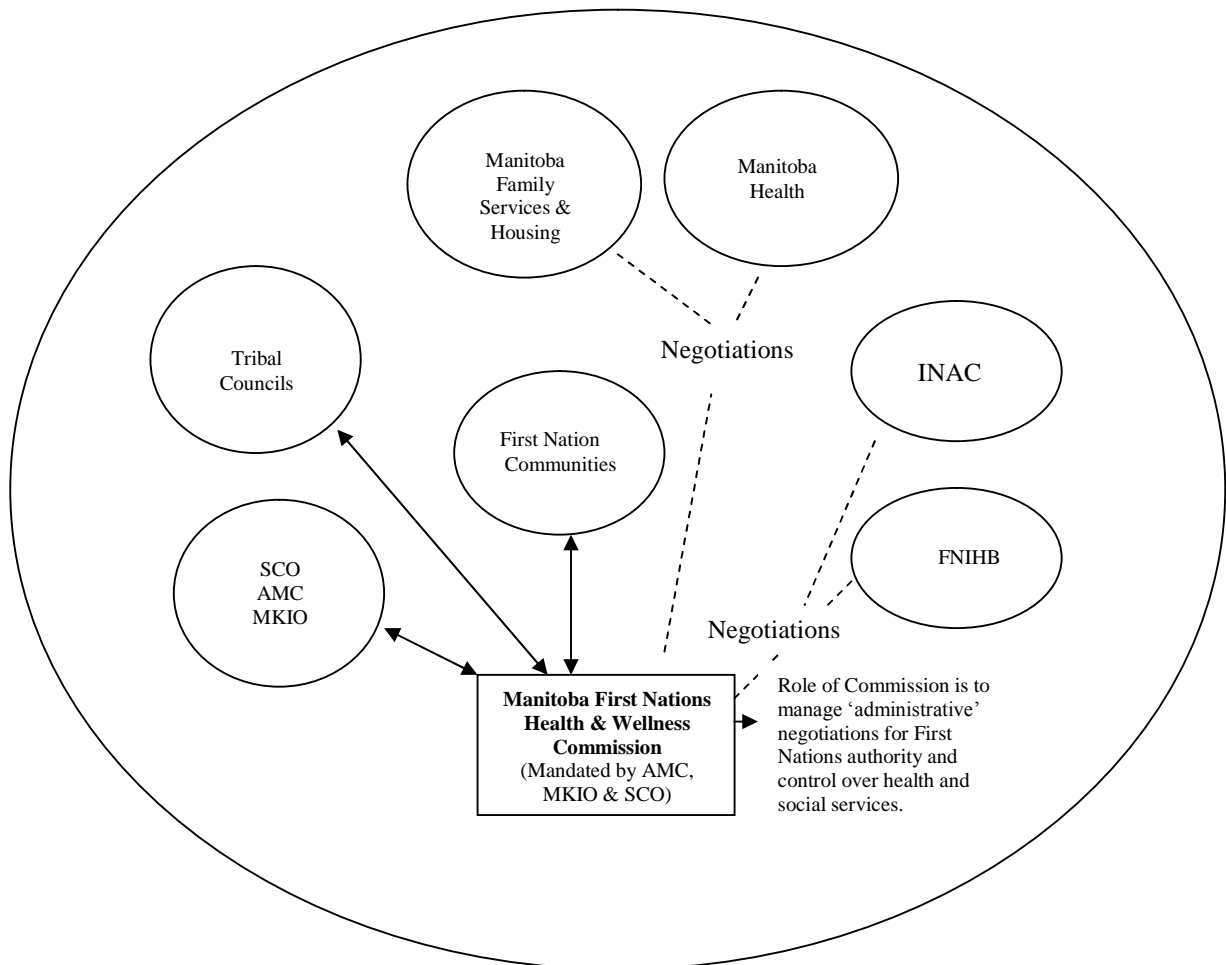 Manitoba
Family
Services &
Housing
Manitoba
Health
Tribal
Councils
Negotiations
INAC
First Nation
Communities
SCO
AMC
MKIO
FNIHB
Negotiations
Manitoba First Nations
Health & Wellness
Commission
(Mandated by AMC,
MKIO & SCO)
Role of Commission is to
manage ‘administrative’
negotiations for First
Nations authority and
control over health and
social services.